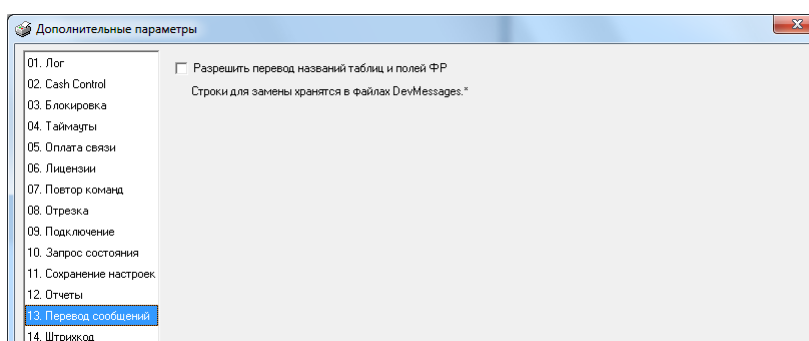 Дополнительные параметры
01. Лог
02. Cash Control
03. Блокировка
04. Таймауты
05. Оплата связи
06. Лицензии
07. Повтор команд
08. Отрезка
09. Подключение
10. Запрос состояния
11. Сохранение настроек
12. Отчеты
13. Перевод сообщений
14. Штрихкод
Разрешить перевод названий таблиц и полей ФР
Строки для замены хранятся в файлах DevMessages.*